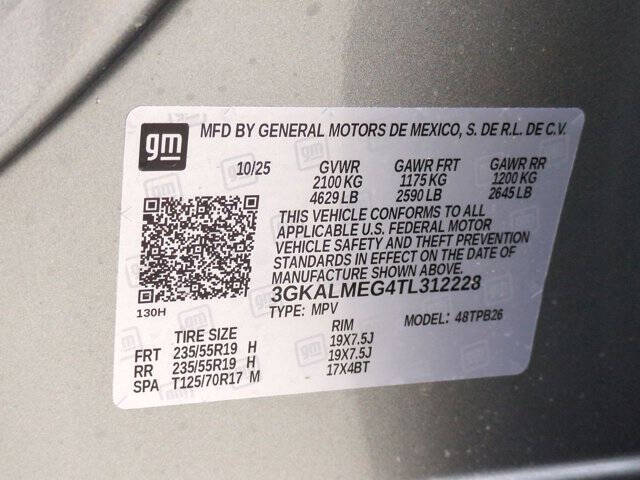 gm MFD BY GENERAL MOTORS DE MEXICO, S. DE R.L. DE C.V.
10/25 GVWR GAWR FRT GAWR RR
2100 KG 1175 KG 1200 KG
4629 LB 2590 LB 2645 LB
THIS VEHICLE CONFORMS TO ALL
APPLICABLE U.S. FEDERAL MOTOR
VEHICLE SAFETY AND THEFT PREVENTION
STANDARDS IN EFFECT ON THE DATE OF
MANUFACTURE SHOWN ABOVE.
130H
3GKALMEG4TL312228
TYPE: MPV MODEL: 48TPB26
TIRE SIZE RIM
FRT 235/55R19 H 19X7.5J
RR 235/55R19 H 19X7.5J
SPA T125/70R17 M 17X4BT